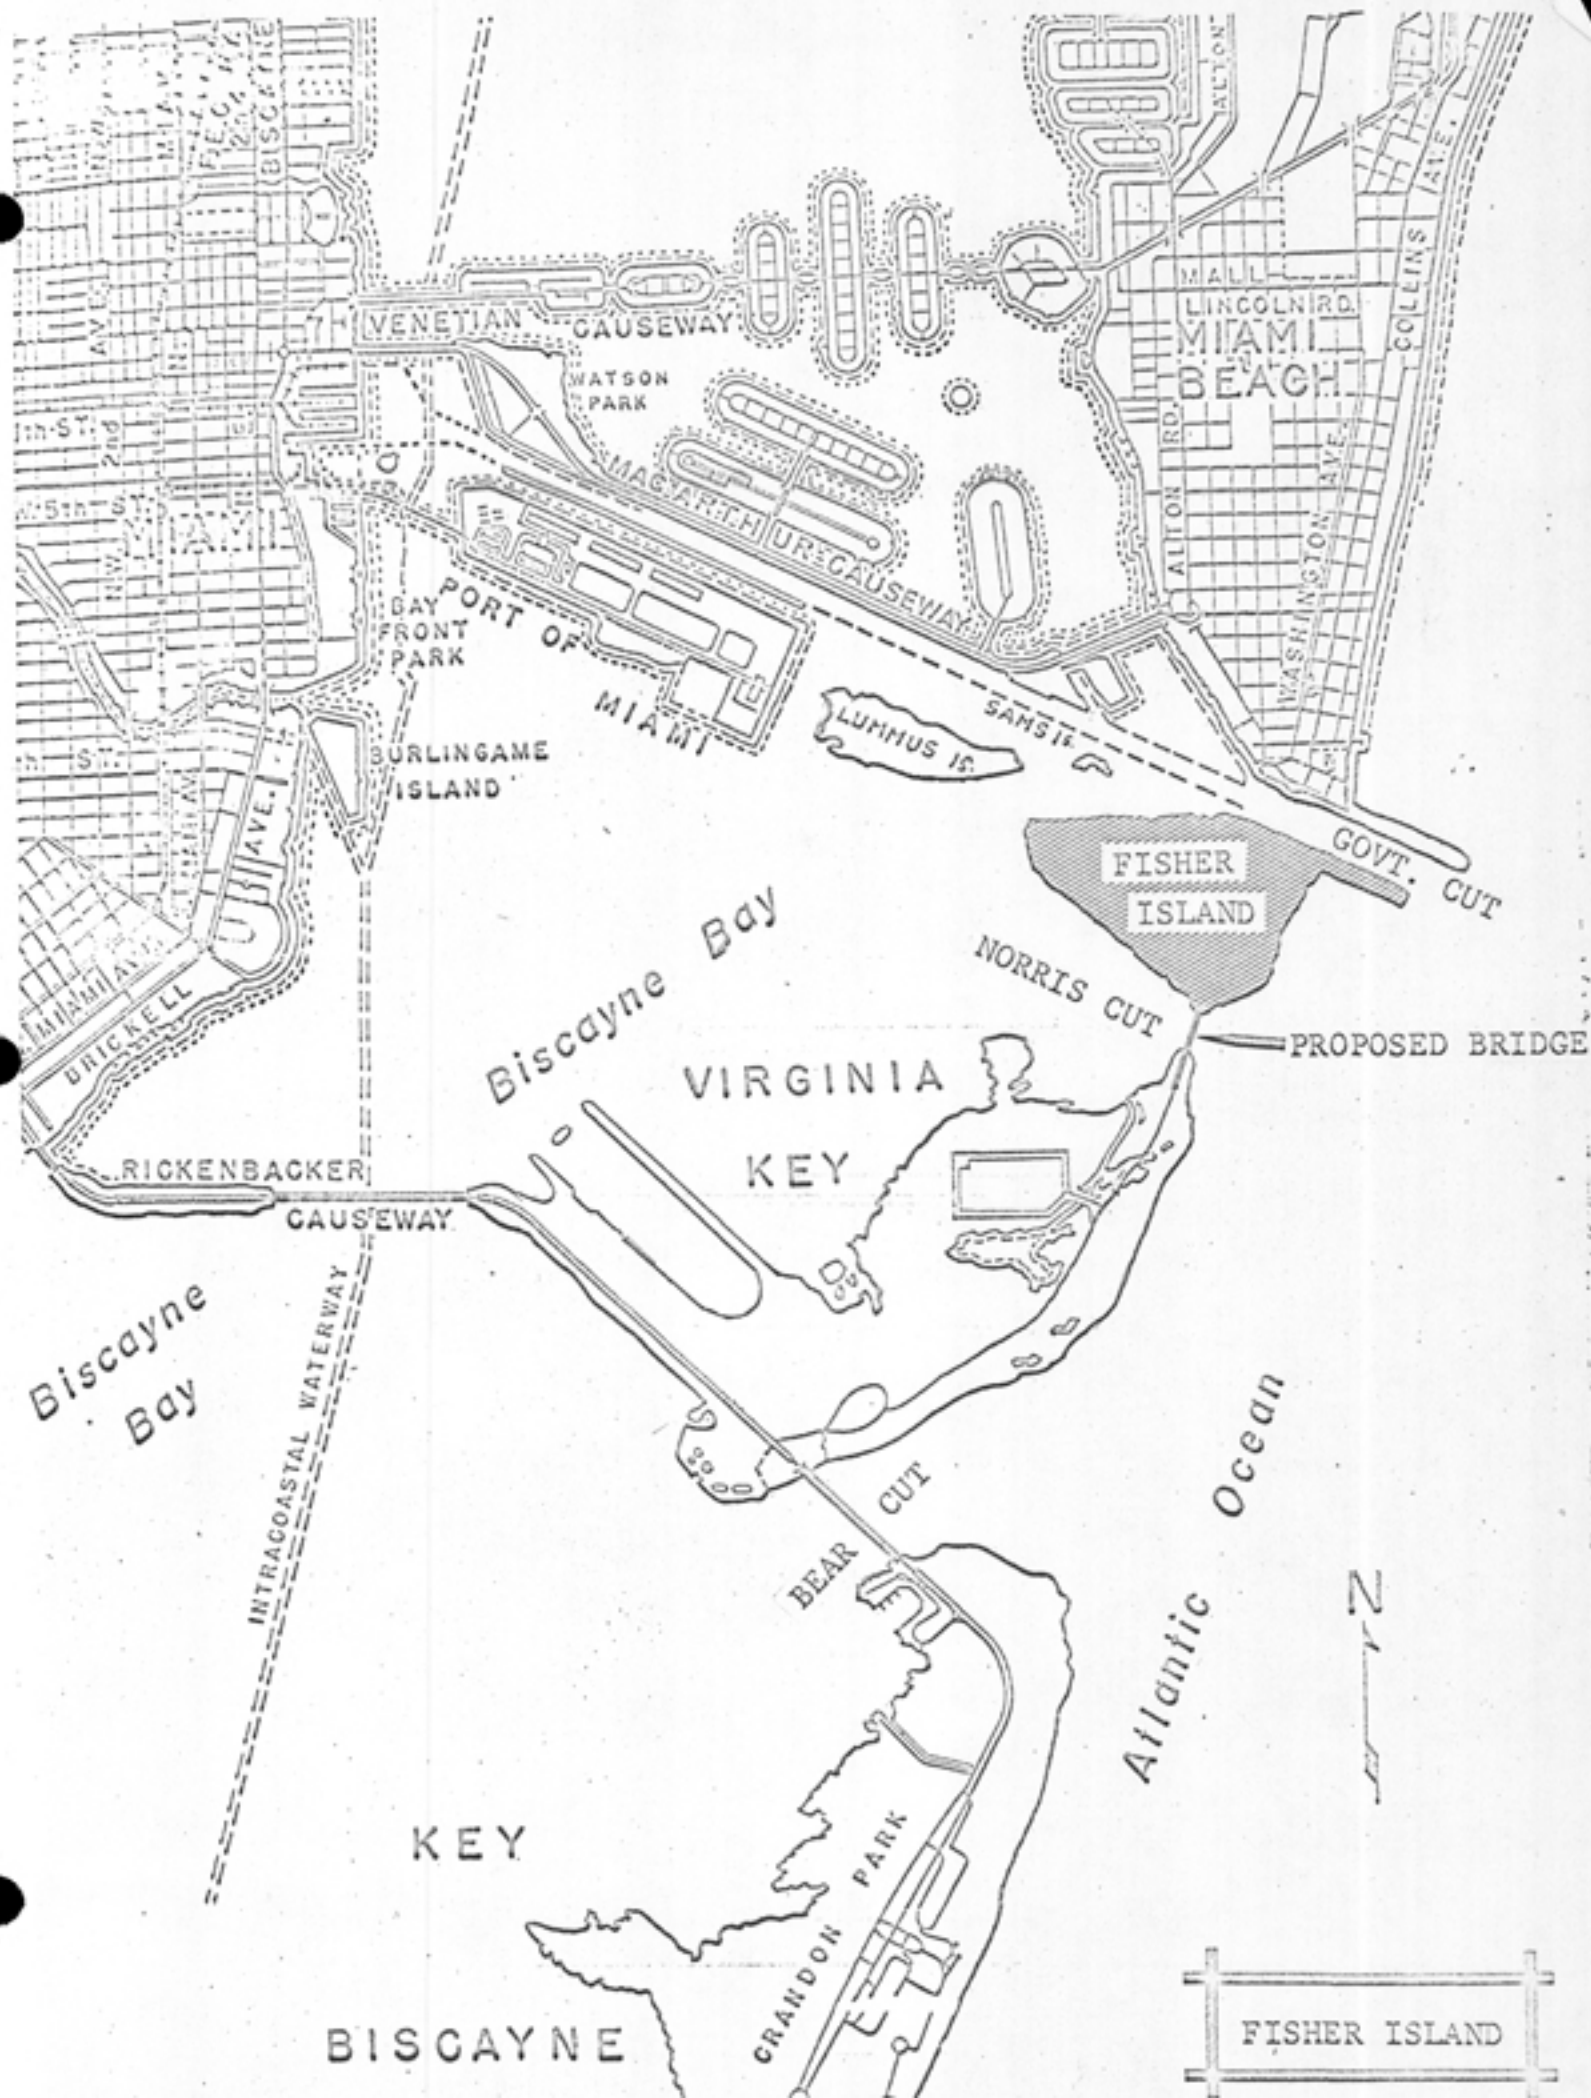 BISCAYNE
ALTON
COLLINS AVE.
VENETIAN CAUSEWAY
MALL
LINCOLN RD.
MIAMI
BEACH
WATSON
PARK
AVE.
2nd
N.W.
MIAMI
MACARTHUR CAUSEWAY
ALTON RD.
WASHINGTON AVE.
BAY
FRONT
PARK
PORT OF
MIAMI
LUMMUS IS.
SAMS IS.
BURLINGAME
ISLAND
ST.
AVE.
FISHER
ISLAND
GOVT. CUT
Biscayne Bay
NORRIS CUT
PROPOSED BRIDGE
MIAMI AVE.
BRICKELL
VIRGINIA
KEY
RICKENBACKER
CAUSEWAY
Biscayne
Bay
INTRACOASTAL WATERWAY
BEAR CUT
Atlantic Ocean
N
KEY
BISCAYNE
CRANDON PARK
FISHER ISLAND